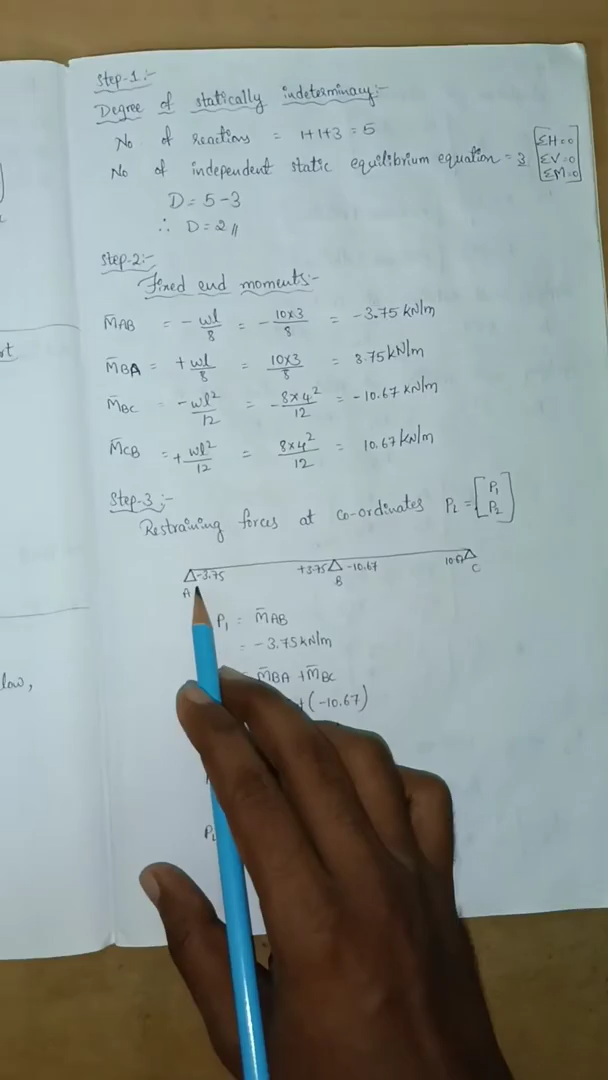 Step-1:-
Degree of statically indeterminacy:-
No of reactions = 1+1+3 = 5
No of independent static equilibrium equation = 3 [ΣH=0 ΣV=0 ΣM=0]
D = 5-3
∴ D = 2//
Step-2:-
Fixed end moments:-
M̄AB = - wl/8 = - 10x3/8 = -3.75 kN/m
M̄BA = + wl/8 = 10x3/8 = 3.75 kN/m
M̄BC = - wl²/12 = - 8x4²/12 = -10.67 kN/m
M̄CB = + wl²/12 = 8x4²/12 = 10.67 kN/m
Step-3:-
Restraining forces at co-ordinates PL = [P1 P2]
-3.75 +3.75 -10.67
A B C
P1 = M̄AB
= -3.75 kN/m
= M̄BA + M̄BC
+(-10.67)
low,